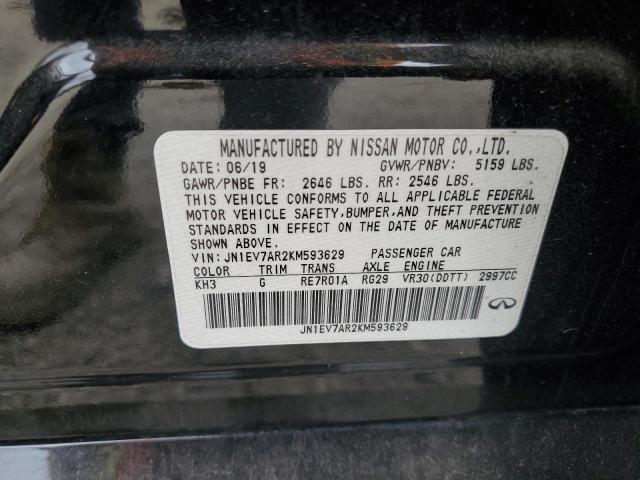 MANUFACTURED BY NISSAN MOTOR CO.,LTD.
DATE: 06/19 GVWR/PNBV: 5159 LBS.
GAWR/PNBE FR: 2646 LBS. RR: 2546 LBS.
THIS VEHICLE CONFORMS TO ALL APPLICABLE FEDERAL
MOTOR VEHICLE SAFETY,BUMPER,AND THEFT PREVENTION
STANDARDS IN EFFECT ON THE DATE OF MANUFACTURE
SHOWN ABOVE.
VIN: JN1EV7AR2KM593629 PASSENGER CAR
COLOR TRIM TRANS AXLE ENGINE
KH3 G RE7R01A RG29 VR30(DDTT) 2997CC
JN1EV7AR2KM593629